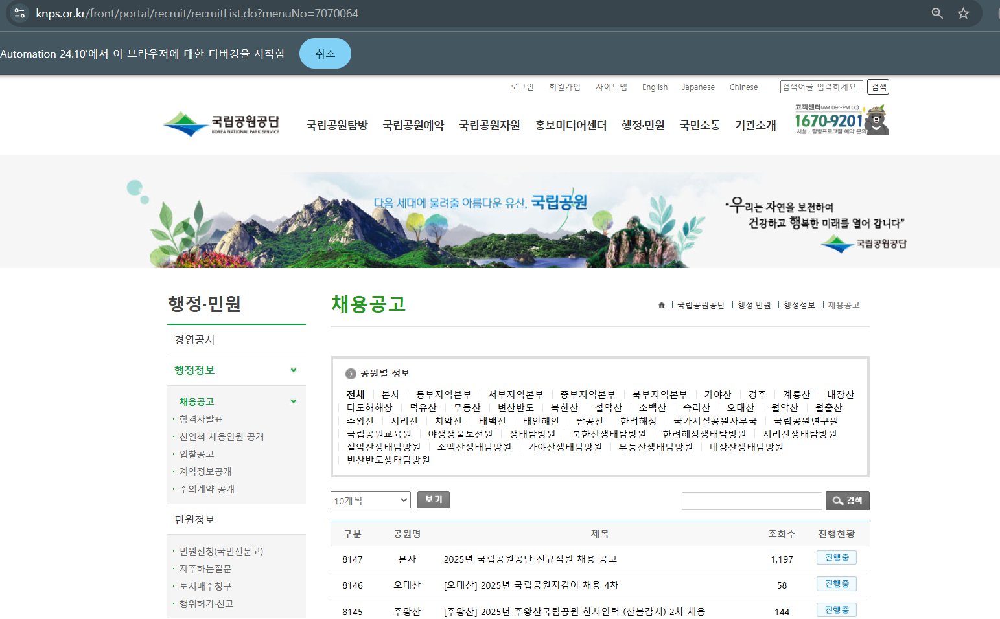 knps.or.kr/front/portal/recruit/recruitList.do?menuNo=7070064
Automation 24.10'에서 이 브라우저에 대한 디버깅을 시작함 취소
로그인 회원가입 사이트맵 English Japanese Chinese 검색어를 입력하세요 검색
국립공원공단
KOREA NATIONAL PARK SERVICE
국립공원탐방 국립공원예약 국립공원자원 홍보미디어센터 행정·민원 국민소통 기관소개
고객센터(AM 09~PM 06)
1670-9201
시설·탐방프로그램 예약 문의
다음 세대에 물려줄 아름다운 유산, 국립공원
“우리는 자연을 보전하여
건강하고 행복한 미래를 열어 갑니다”
국립공원공단
행정·민원
경영공시
행정정보
채용공고
· 합격자발표
· 친인척 채용인원 공개
· 입찰공고
· 계약정보공개
· 수의계약 공개
민원정보
· 민원신청(국민신문고)
· 자주하는질문
· 토지매수청구
· 행위허가·신고
채용공고
국립공원공단 행정·민원 행정정보 채용공고
공원별 정보
전체 본사 동부지역본부 서부지역본부 중부지역본부 북부지역본부 가야산 경주 계룡산 내장산
다도해해상 덕유산 무등산 변산반도 북한산 설악산 소백산 속리산 오대산 월악산 월출산
주왕산 지리산 치악산 태백산 태안해안 팔공산 한려해상 국가지질공원사무국 국립공원연구원
국립공원교육원 야생생물보전원 생태탐방원 북한산생태탐방원 한려해상생태탐방원 지리산생태탐방원
설악산생태탐방원 소백산생태탐방원 가야산생태탐방원 무등산생태탐방원 내장산생태탐방원
변산반도생태탐방원
10개씩 보기 검색
구분 공원명 제목 조회수 진행현황
8147 본사 2025년 국립공원공단 신규직원 채용 공고 1,197 진행중
8146 오대산 [오대산] 2025년 국립공원지킴이 채용 4차 58 진행중
8145 주왕산 [주왕산] 2025년 주왕산국립공원 한시인력 (산불감시) 2차 채용 144 진행중